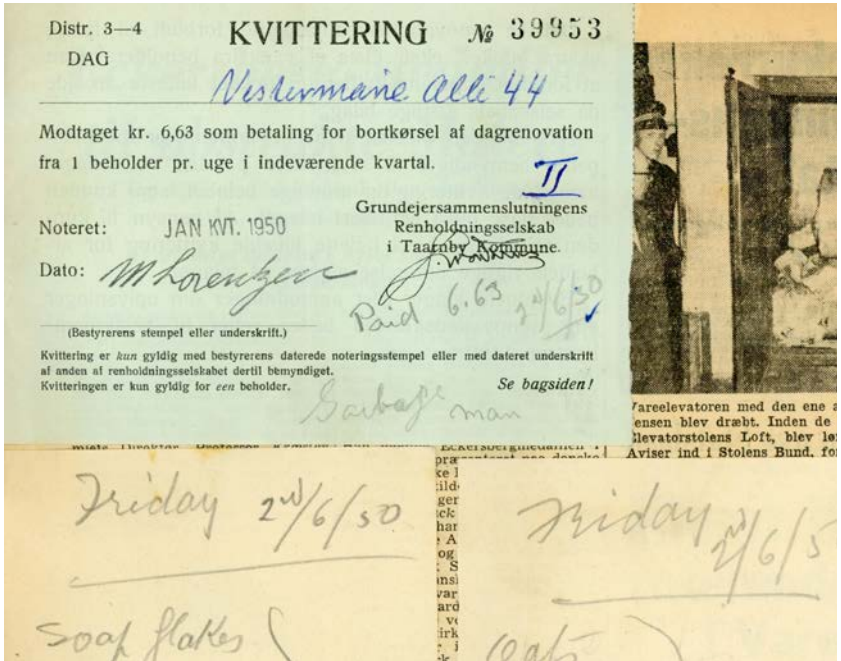 Distr. 3—4
DAG
KVITTERING № 39953
Vestermarie Alle 44
Modtaget kr. 6,63 som betaling for bortkørsel af dagrenovation
fra 1 beholder pr. uge i indeværende kvartal.
II
Grundejersammenslutningens
Renholdningsselskab
i Taarnby Kommune.
Noteret: JAN KVT. 1950
Dato: M Lorenzen
Paid 6.63 2nd/6/50
(Bestyrerens stempel eller underskrift.)
Kvittering er kun gyldig med bestyrerens daterede noteringsstempel eller med dateret underskrift
af anden af renholdningsselskabet dertil bemyndiget.
Kvitteringen er kun gyldig for een beholder.
Se bagsiden!
Garbage man
Vareelevatoren med den ene a
Jensen blev dræbt. Inden de
Elevatorstolens Loft, blev lø
Aviser ind i Stolens Bund, fo
Friday 2nd/6/50
soap flakes
Friday
2nd/6/5
oats